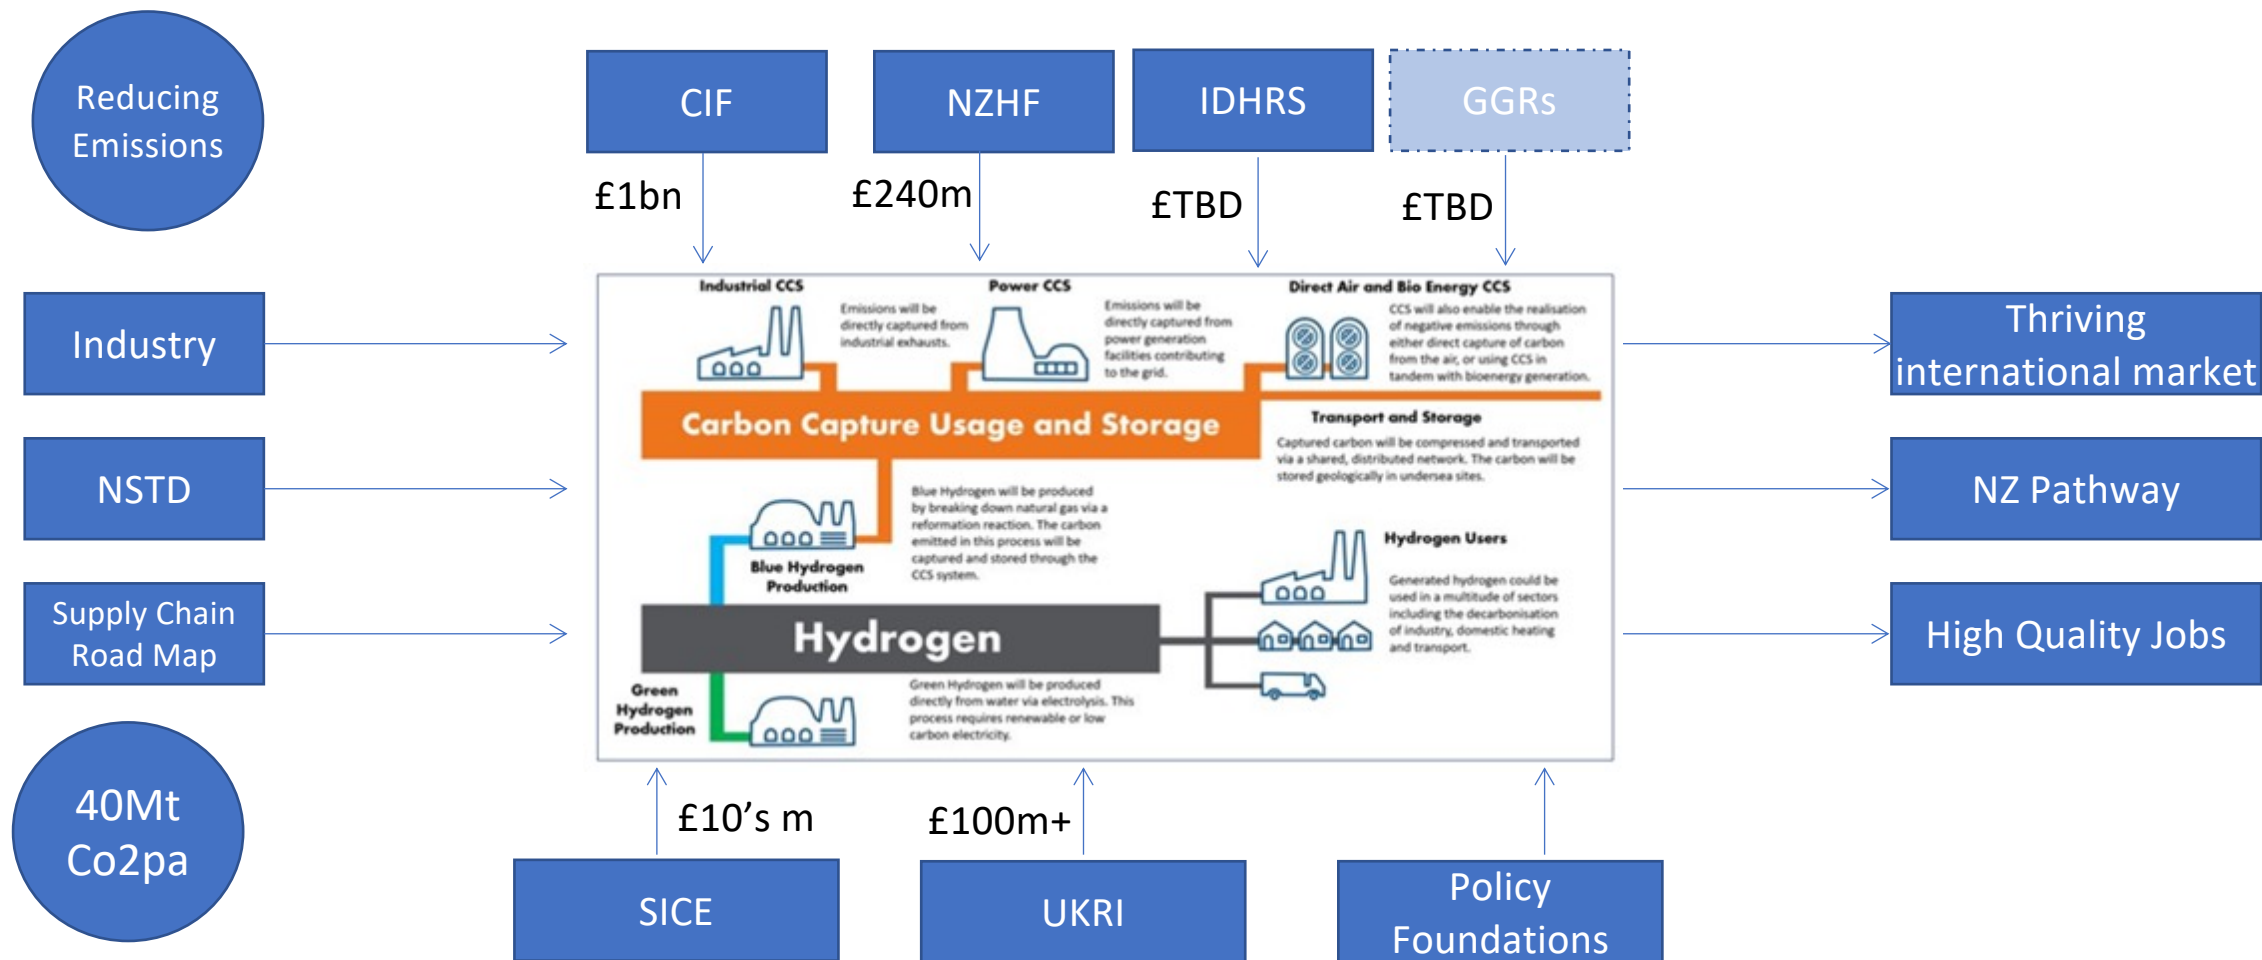 Reducing
Emissions
CIF
NZHF
IDHRS
GGRs
£1bn
£240m
£TBD
£TBD
Industry
NSTD
Supply Chain
Road Map
40Mt
Co2pa
Industrial CCS
Emissions will be
directly captured from
industrial exhausts.
Power CCS
Emissions will be
directly captured from
power generation
facilities contributing
to the grid.
Direct Air and Bio Energy CCS
CCS will also enable the realisation
of negative emissions through
either direct capture of carbon
from the air, or using CCS in
tandem with bioenergy generation.
Carbon Capture Usage and Storage
Transport and Storage
Captured carbon will be compressed and transported
via a shared, distributed network. The carbon will be
stored geologically in undersea sites.
Blue Hydrogen
Production
Blue Hydrogen will be produced
by breaking down natural gas via a
reformation reaction. The carbon
emitted in this process will be
captured and stored through the
CCS system.
Hydrogen Users
Generated hydrogen could be
used in a multitude of sectors
including the decarbonisation
of industry, domestic heating
and transport.
Hydrogen
Green
Hydrogen
Production
Green Hydrogen will be produced
directly from water via electrolysis. This
process requires renewable or low
carbon electricity.
Thriving
international market
NZ Pathway
High Quality Jobs
£10's m
£100m+
SICE
UKRI
Policy
Foundations